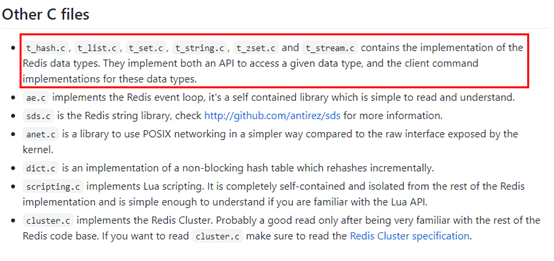 Other C files
• t_hash.c, t_list.c, t_set.c, t_string.c, t_zset.c and t_stream.c contains the implementation of the
Redis data types. They implement both an API to access a given data type, and the client command
implementations for these data types.
• ae.c implements the Redis event loop, it's a self contained library which is simple to read and understand.
• sds.c is the Redis string library, check http://github.com/antirez/sds for more information.
• anet.c is a library to use POSIX networking in a simpler way compared to the raw interface exposed by the
kernel.
• dict.c is an implementation of a non-blocking hash table which rehashes incrementally.
• scripting.c implements Lua scripting. It is completely self-contained and isolated from the rest of the Redis
implementation and is simple enough to understand if you are familiar with the Lua API.
• cluster.c implements the Redis Cluster. Probably a good read only after being very familiar with the rest of the
Redis code base. If you want to read cluster.c make sure to read the Redis Cluster specification.